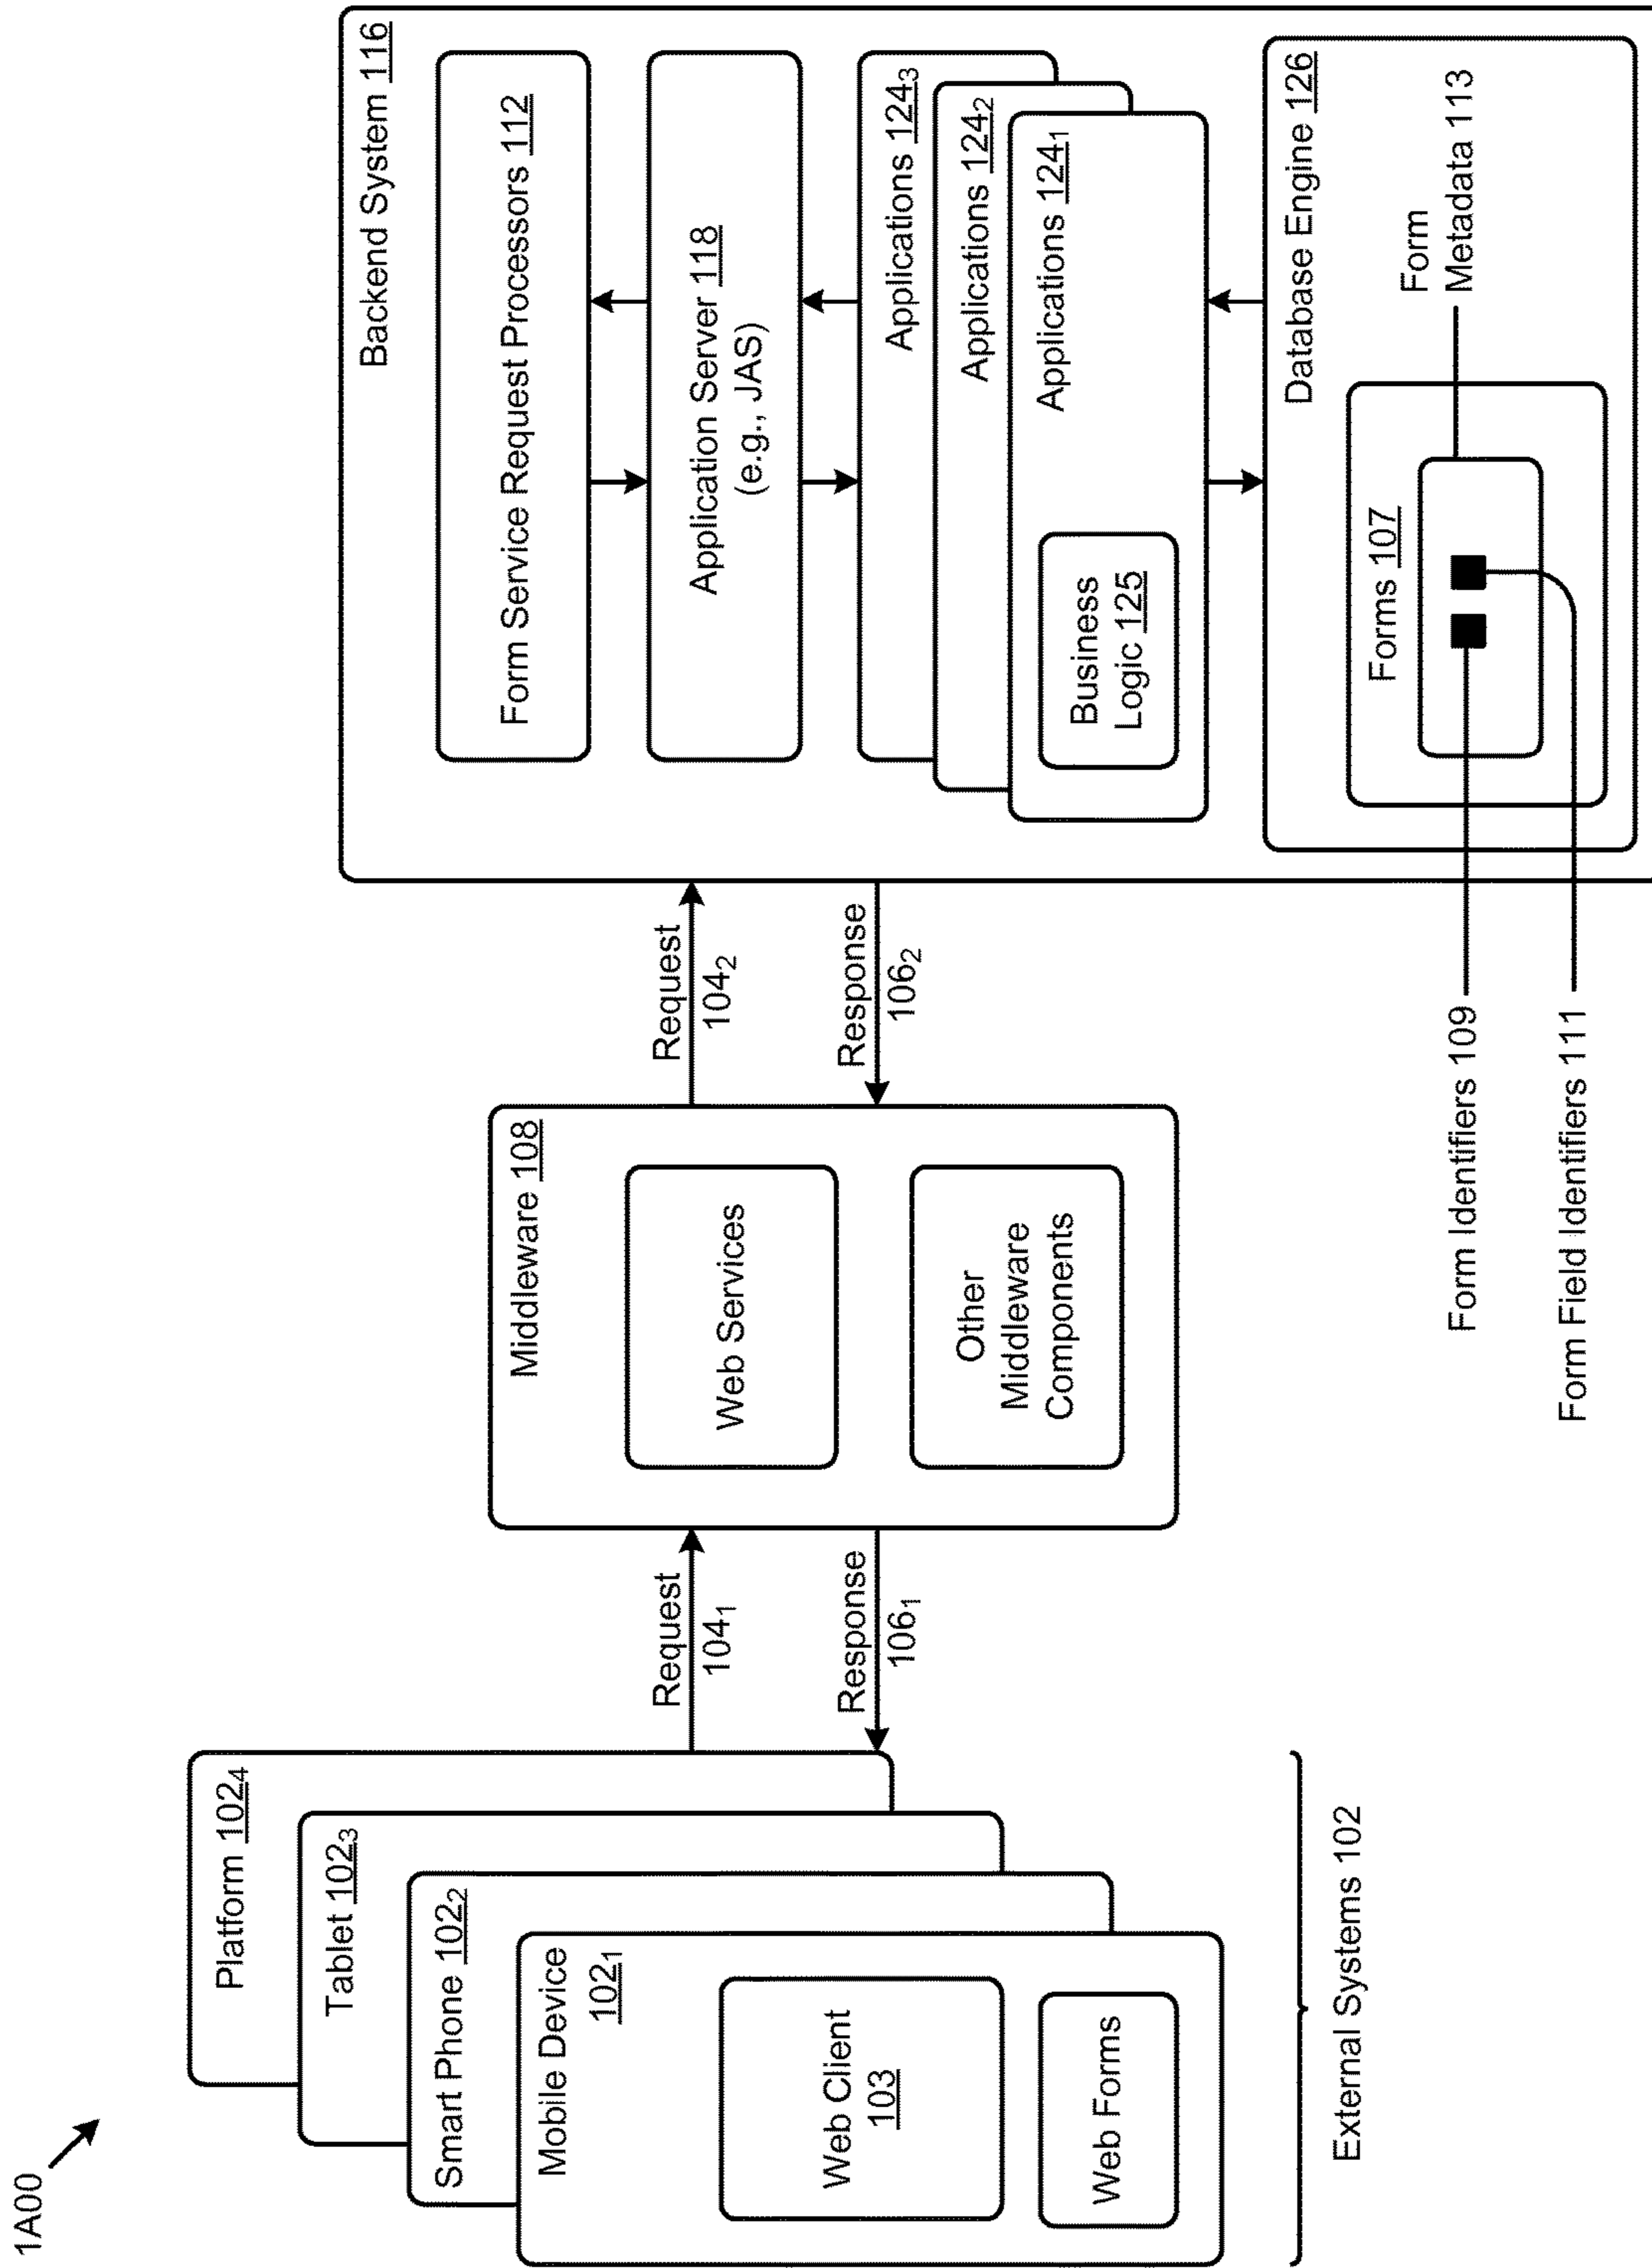 1A00
Platform 102₄
Tablet 102₃
Smart Phone 102₂
Mobile Device
102₁
Web Client
103
Web Forms
External Systems 102
Request
104₁
Response
106₁
Middleware 108
Web Services
Other
Middleware
Components
Request
104₂
Response
106₂
Backend System 116
Form Service Request Processors 112
Application Server 118
(e.g., JAS)
Applications 124₃
Applications 124₂
Applications 124₁
Business
Logic 125
Database Engine 126
Forms 107
Form
Metadata 113
Form Identifiers 109
Form Field Identifiers 111